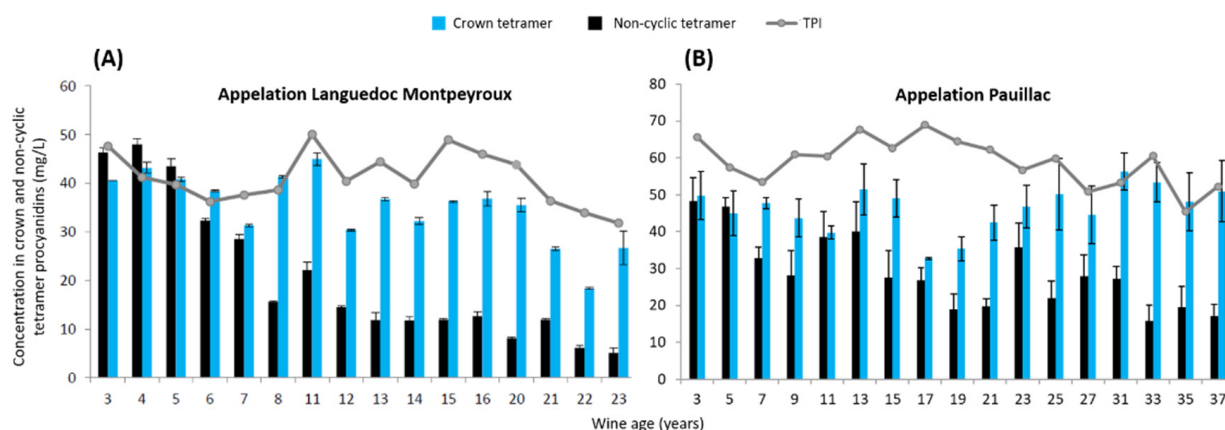 Crown tetramer Non-cyclic tetramer TPI
(A) (B)
Appelation Languedoc Montpeyroux Appelation Pauillac
Concentration in crown and non-cyclic
tetramer procyanidins (mg/L)
60
50
40
30
20
10
0
80
70
60
50
40
30
20
10
0
3 4 5 6 7 8 11 12 13 14 15 16 20 21 22 23
3 5 7 9 11 13 15 17 19 21 23 25 27 31 33 35 37
Wine age (years)